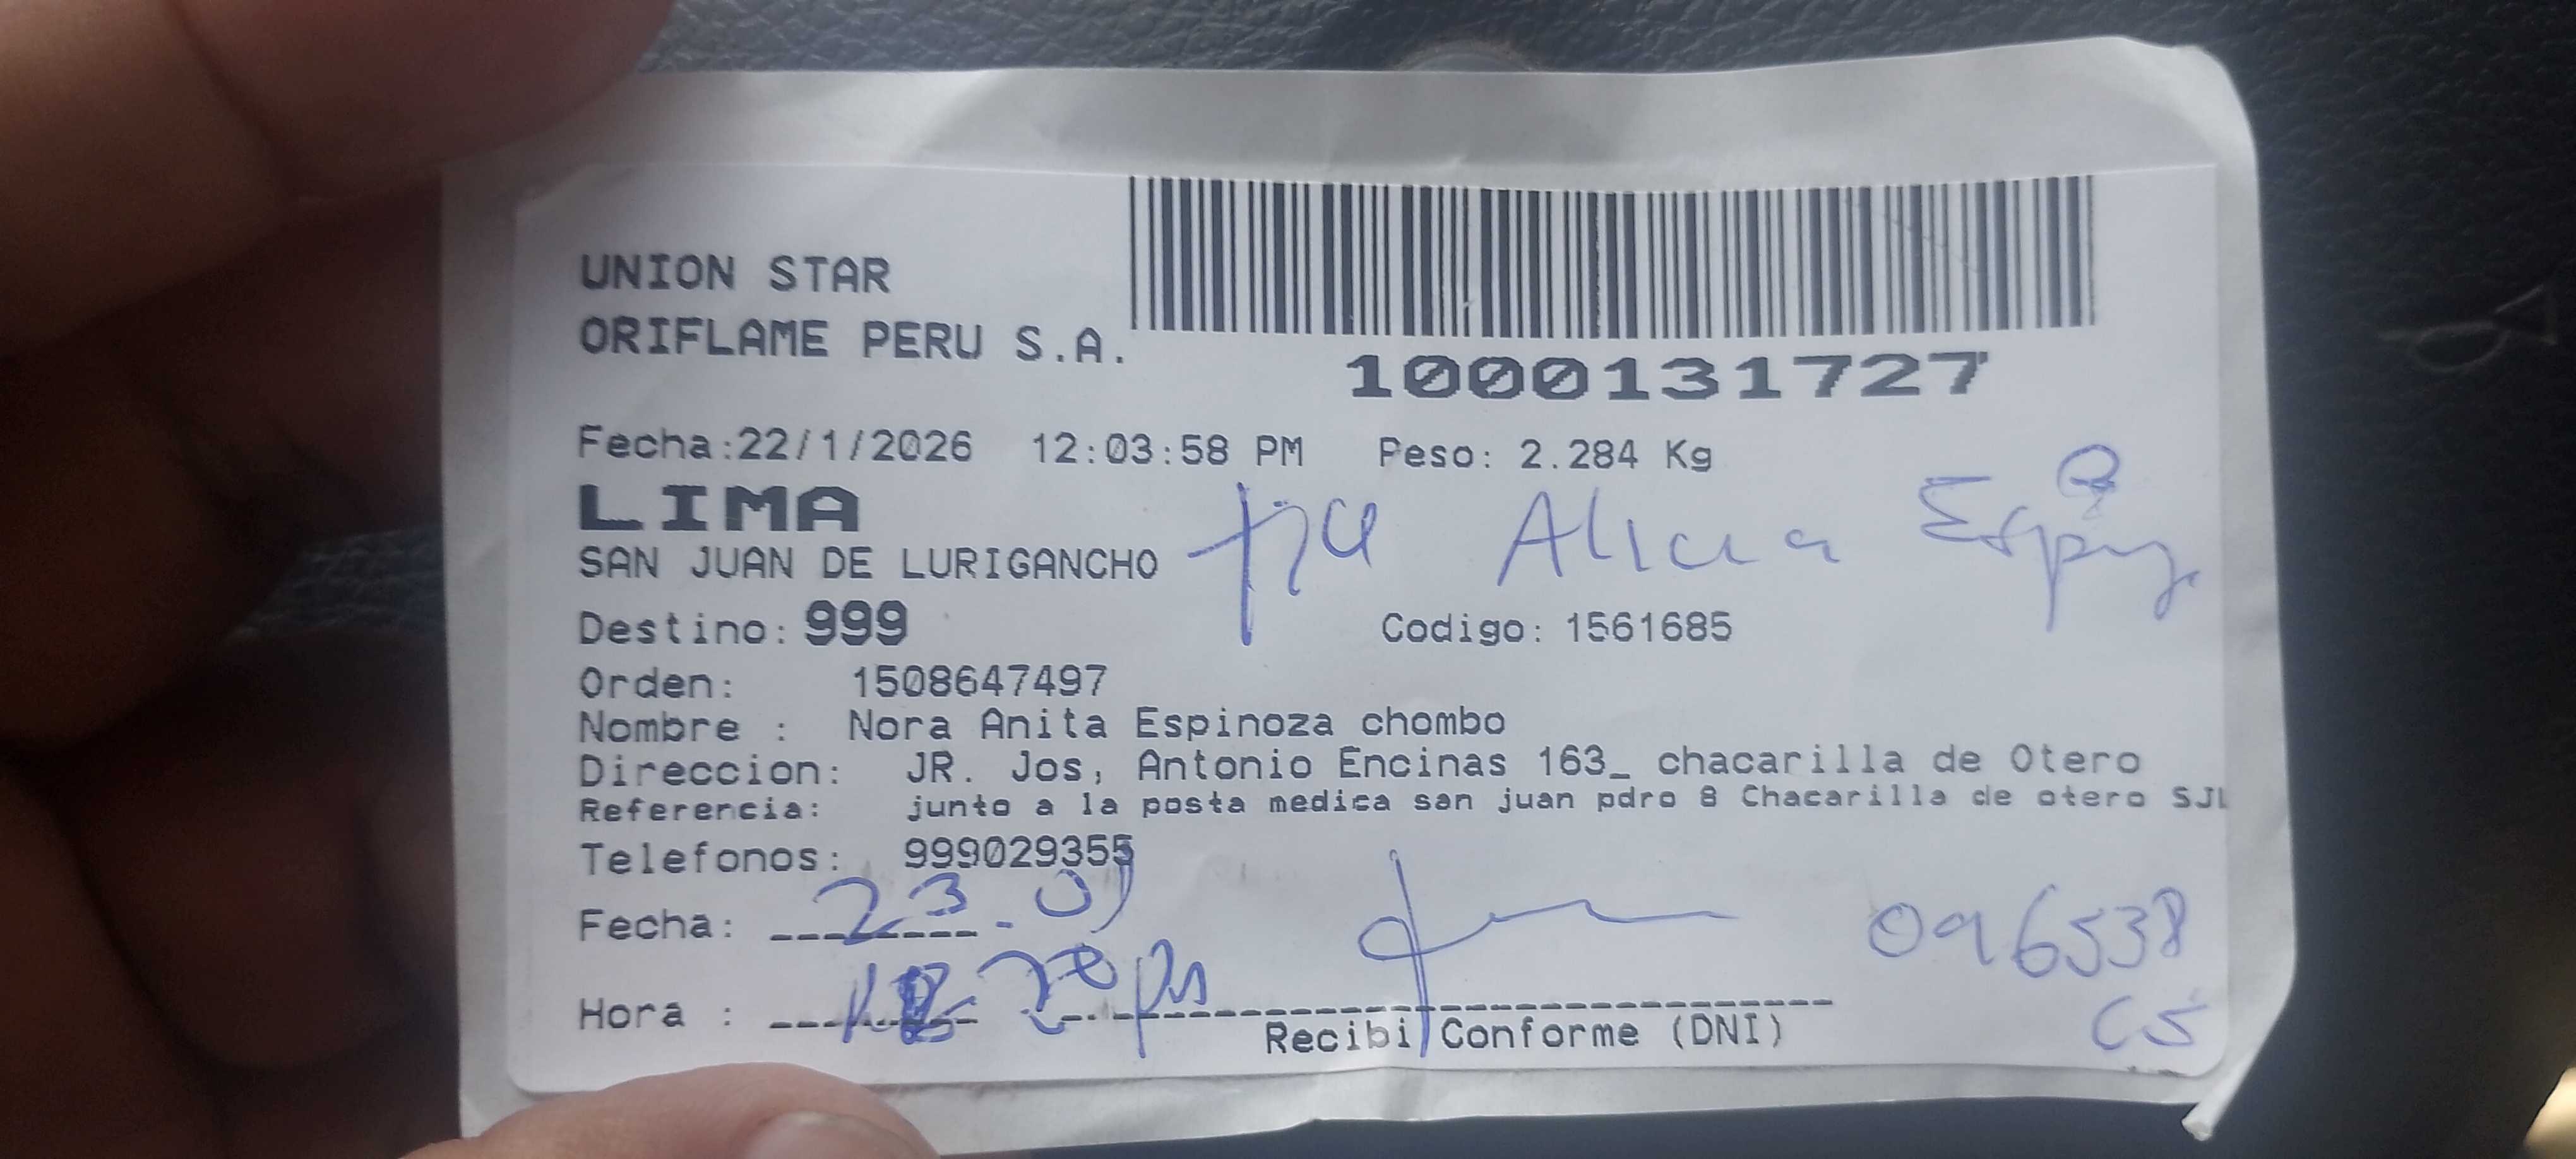 UNION STAR
ORIFLAME PERU S.A.
1000131727
Fecha:22/1/2026 12:03:58 PM Peso: 2.284 Kg
LIMA
SAN JUAN DE LURIGANCHO
Alicia
Destino: 999 Codigo: 1561685
Orden: 1508647497
Nombre : Nora Anita Espinoza chombo
Direccion: JR. Jos, Antonio Encinas 163_ chacarilla de Otero
Referencia: junto a la posta medica san juan pdro 8 Chacarilla de otero SJL
Telefonos: 999029355
Fecha: 23.01
Hora :
096538
C5
Recibi Conforme (DNI)